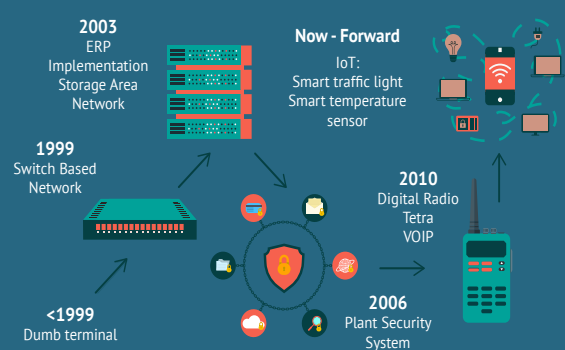 2003
ERP
Implementation
Storage Area
Network
Now - Forward
IoT:
Smart traffic light
Smart temperature
sensor
1999
Switch Based
Network
2010
Digital Radio
Tetra
VOIP
<1999
Dumb terminal
2006
Plant Security
System